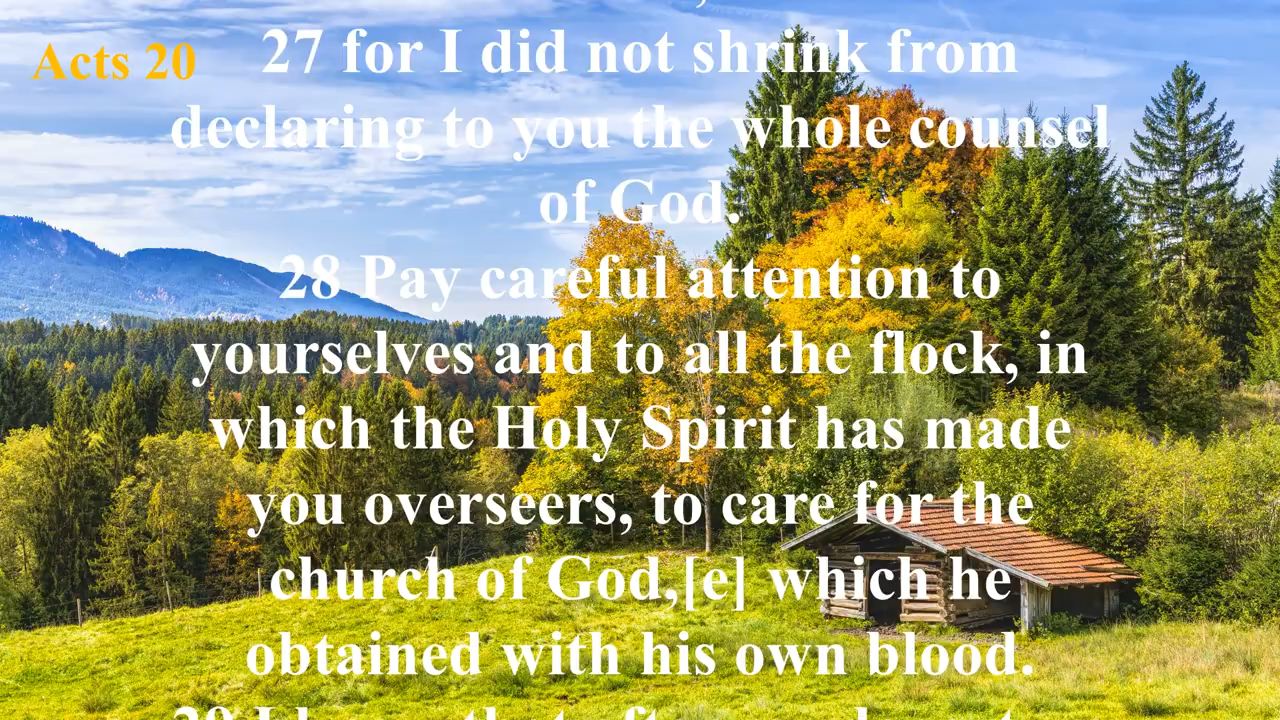 Acts 20
27 for I did not shrink from
declaring to you the whole counsel
of God.
28 Pay careful attention to
yourselves and to all the flock, in
which the Holy Spirit has made
you overseers, to care for the
church of God,[e] which he
obtained with his own blood.